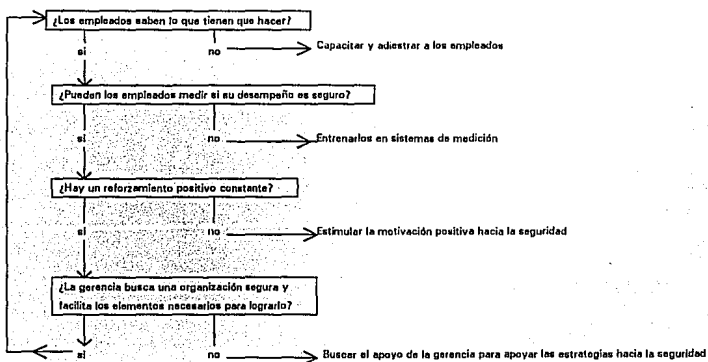 ¿Los empleados saben lo que tienen que hacer?
si
no
Capacitar y adiestrar a los empleados
¿Pueden los empleados medir si su desempeño es seguro?
si
no
Entrenarlos en sistemas de medición
¿Hay un reforzamiento positivo constante?
si
no
Estimular la motivación positiva hacia la seguridad
¿La gerencia busca una organización segura y
facilita los elementos necesarios para lograrlo?
si
no
Buscar el apoyo de la gerencia para apoyar las estrategias hacia la seguridad